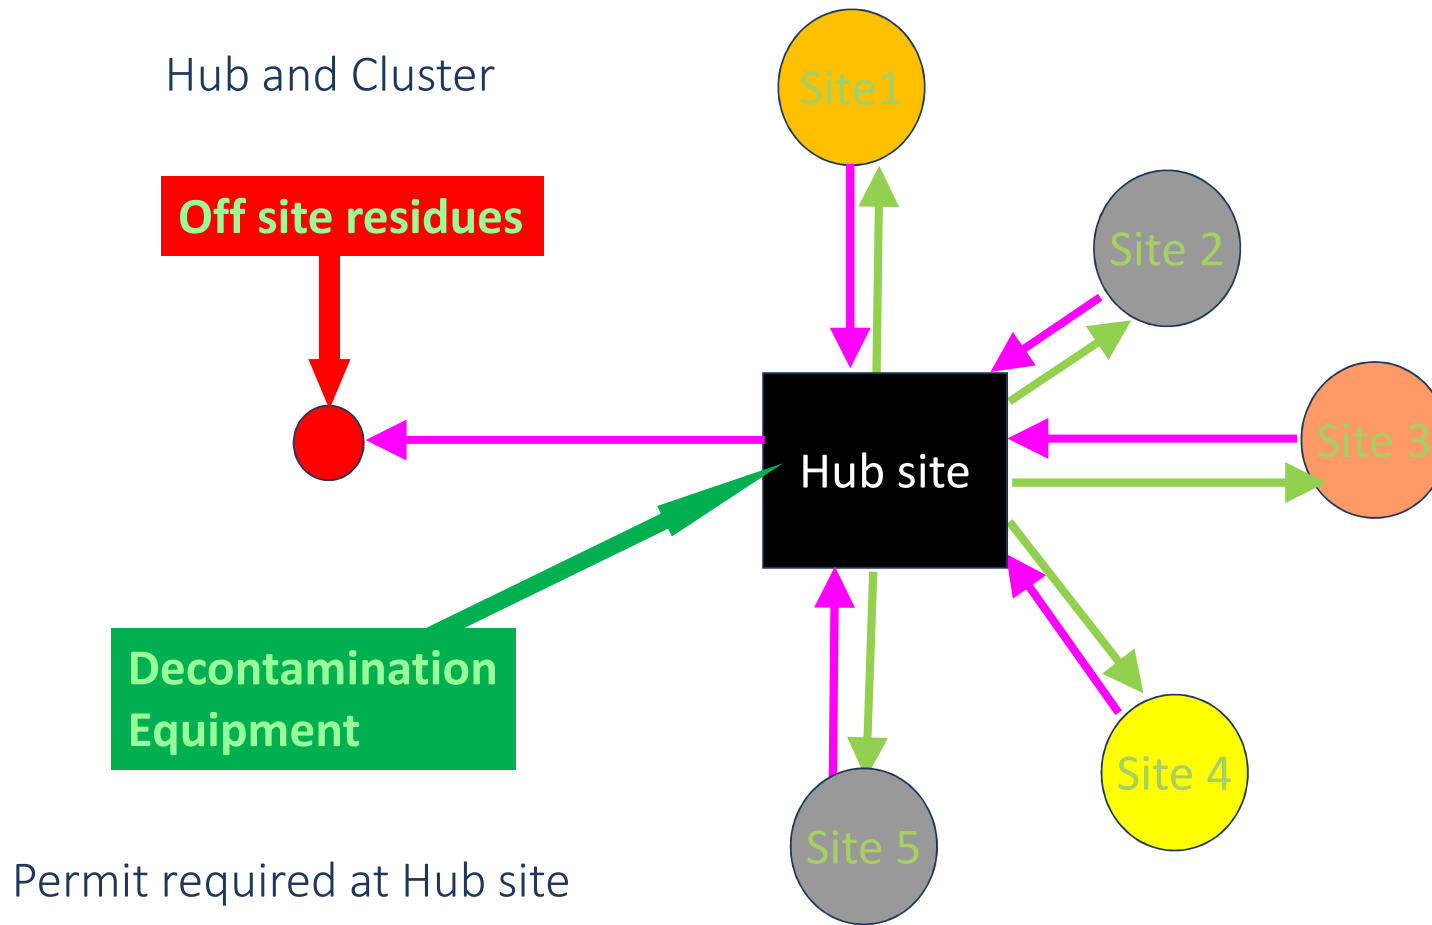 Hub and Cluster
Site1
Off site residues
Site 2
Site 3
Hub site
Decontamination
Equipment
Site 4
Site 5
Permit required at Hub site